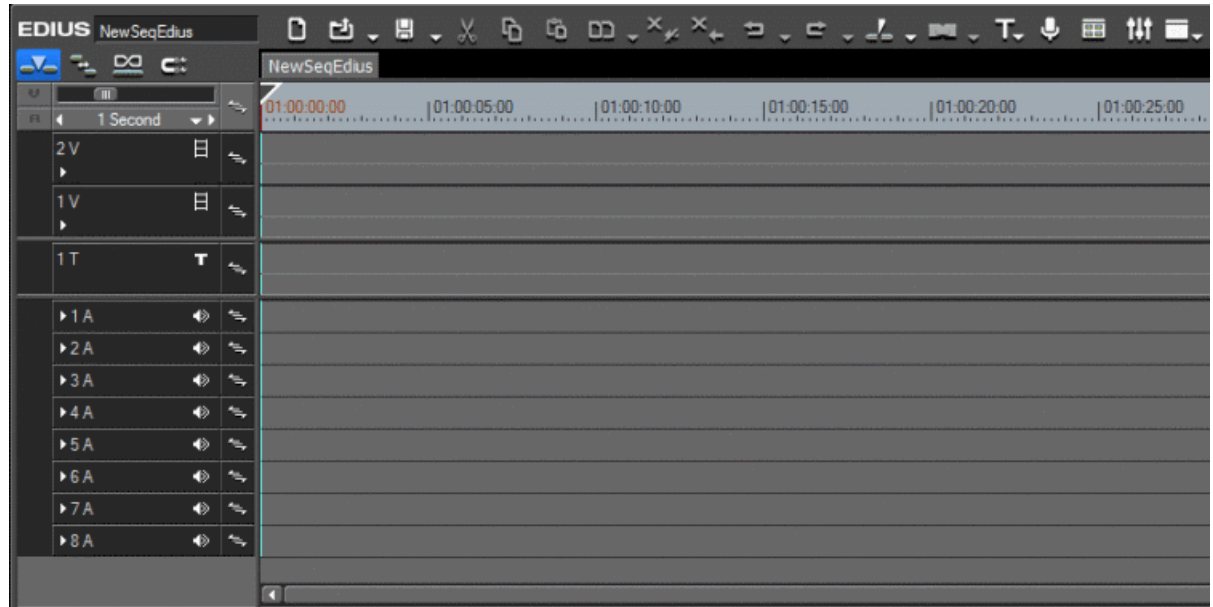 EDIUS NewSeqEdius
NewSeqEdius
1 Second
01:00:00:00 01:00:05:00 01:00:10:00 01:00:15:00 01:00:20:00 01:00:25:00
2 V
1 V
1 T T
1 A
2 A
3 A
4 A
5 A
6 A
7 A
8 A